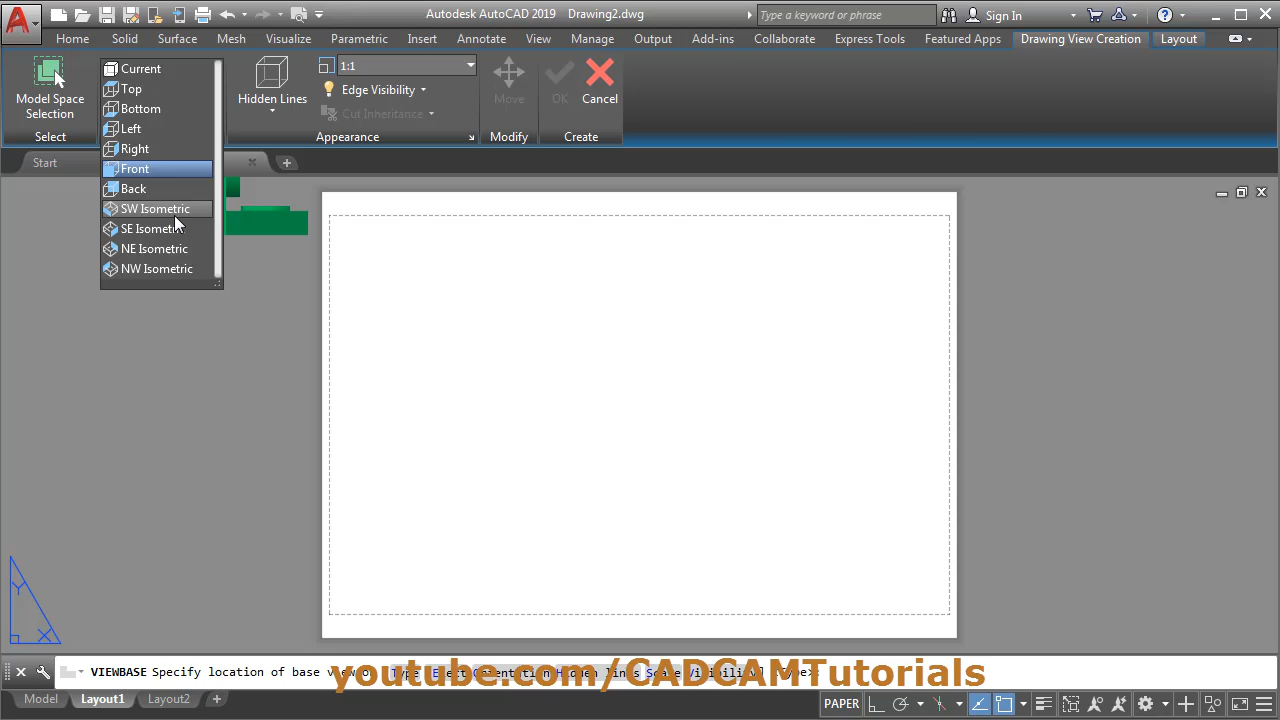 Autodesk AutoCAD 2019 Drawing2.dwg
Type a keyword or phrase
Sign In
Home Solid Surface Mesh Visualize Parametric Insert Annotate View Manage Output Add-ins Collaborate Express Tools Featured Apps Drawing View Creation Layout
Model Space
Selection
Select
Current
Top
Bottom
Left
Right
Front
Back
SW Isometric
SE Isometric
NE Isometric
NW Isometric
Hidden Lines
1:1
Edge Visibility
Cut Inheritance
Appearance
Move
Modify
OK
Cancel
Create
Start
Y
X
VIEWBASE Specify location of base view or
youtube.com/CADCAMTutorials
Model Layout1 Layout2
PAPER